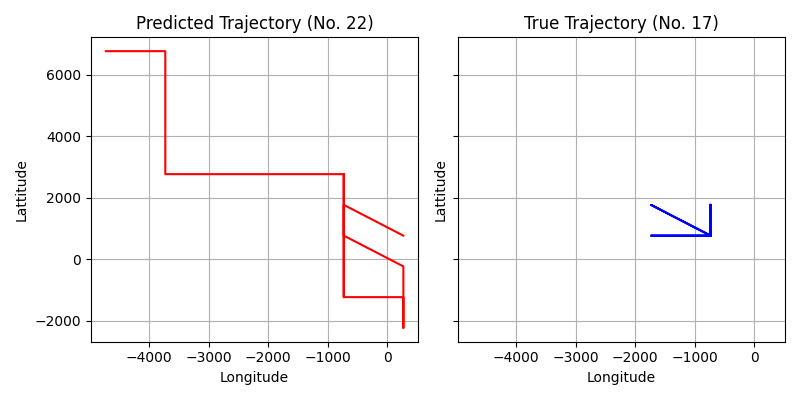 Predicted Trajectory (No. 22)
True Trajectory (No. 17)
6000
4000
2000
0
−2000
Lattitude
Lattitude
−4000 −3000 −2000 −1000 0
−4000 −3000 −2000 −1000 0
Longitude
Longitude